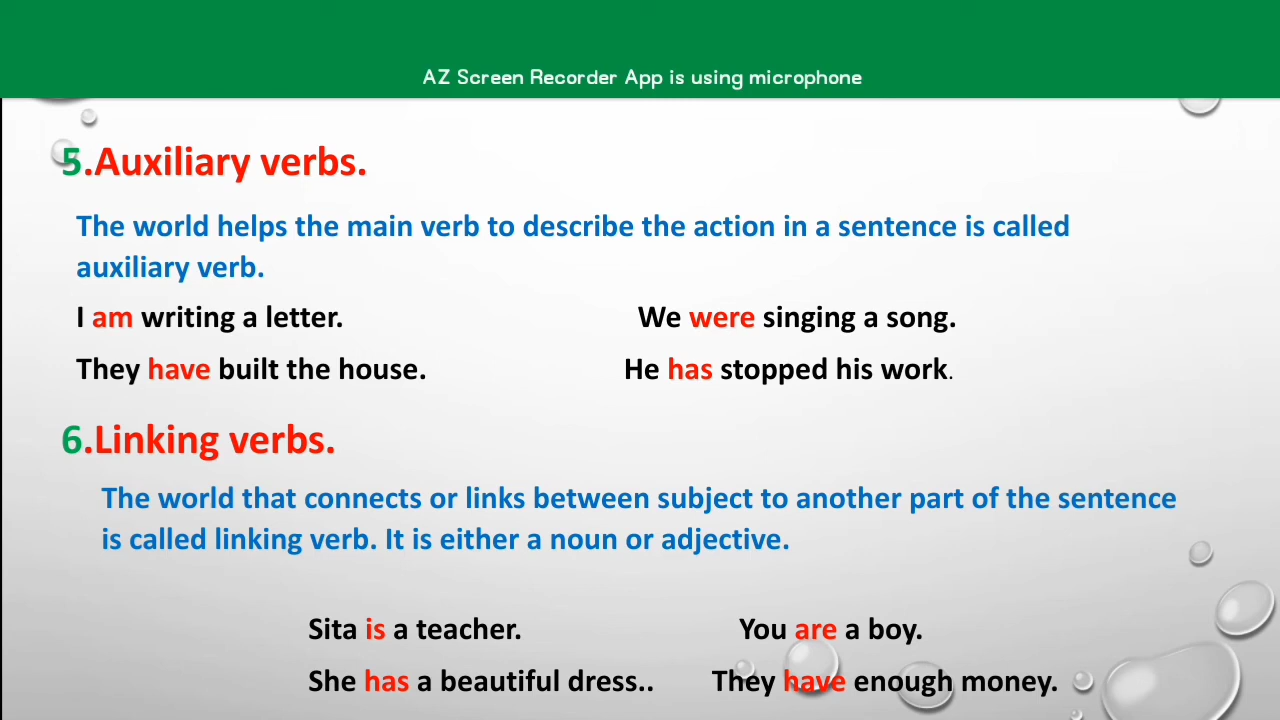 AZ Screen Recorder App is using microphone
5.Auxiliary verbs.
The world helps the main verb to describe the action in a sentence is called
auxiliary verb.
I am writing a letter. We were singing a song.
They have built the house. He has stopped his work.
6.Linking verbs.
The world that connects or links between subject to another part of the sentence
is called linking verb. It is either a noun or adjective.
Sita is a teacher. You are a boy.
She has a beautiful dress.. They have enough money.